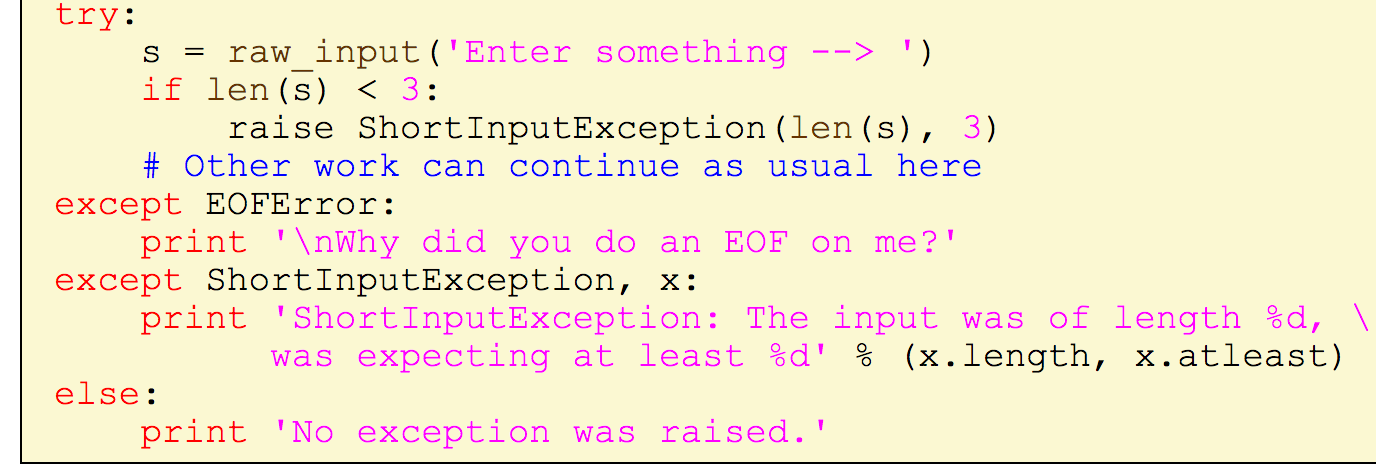 try:
    s = raw_input('Enter something --> ')
    if len(s) < 3:
        raise ShortInputException(len(s), 3)
    # Other work can continue as usual here
except EOFError:
    print '\nWhy did you do an EOF on me?'
except ShortInputException, x:
    print 'ShortInputException: The input was of length %d, \
          was expecting at least %d' % (x.length, x.atleast)
else:
    print 'No exception was raised.'